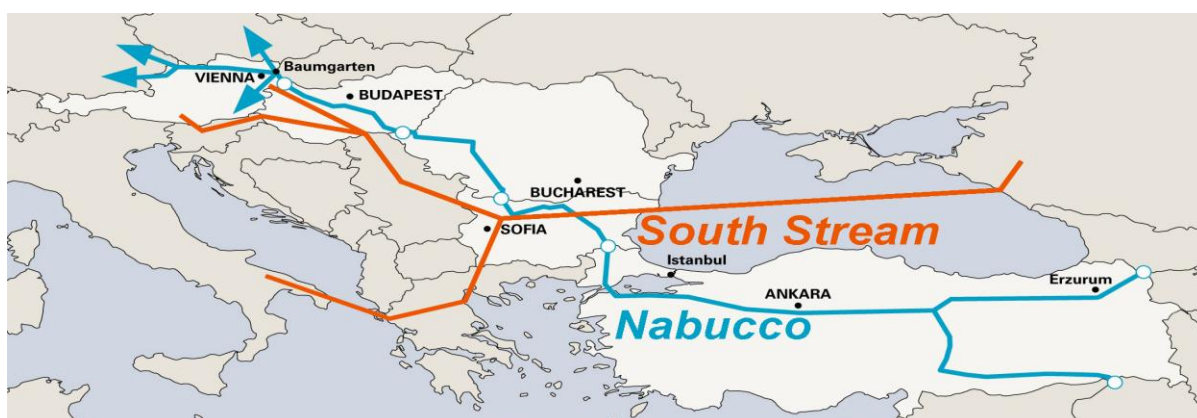 Baumgarten
VIENNA
BUDAPEST
BUCHAREST
SOFIA
South Stream
Istanbul
Erzurum
ANKARA
Nabucco